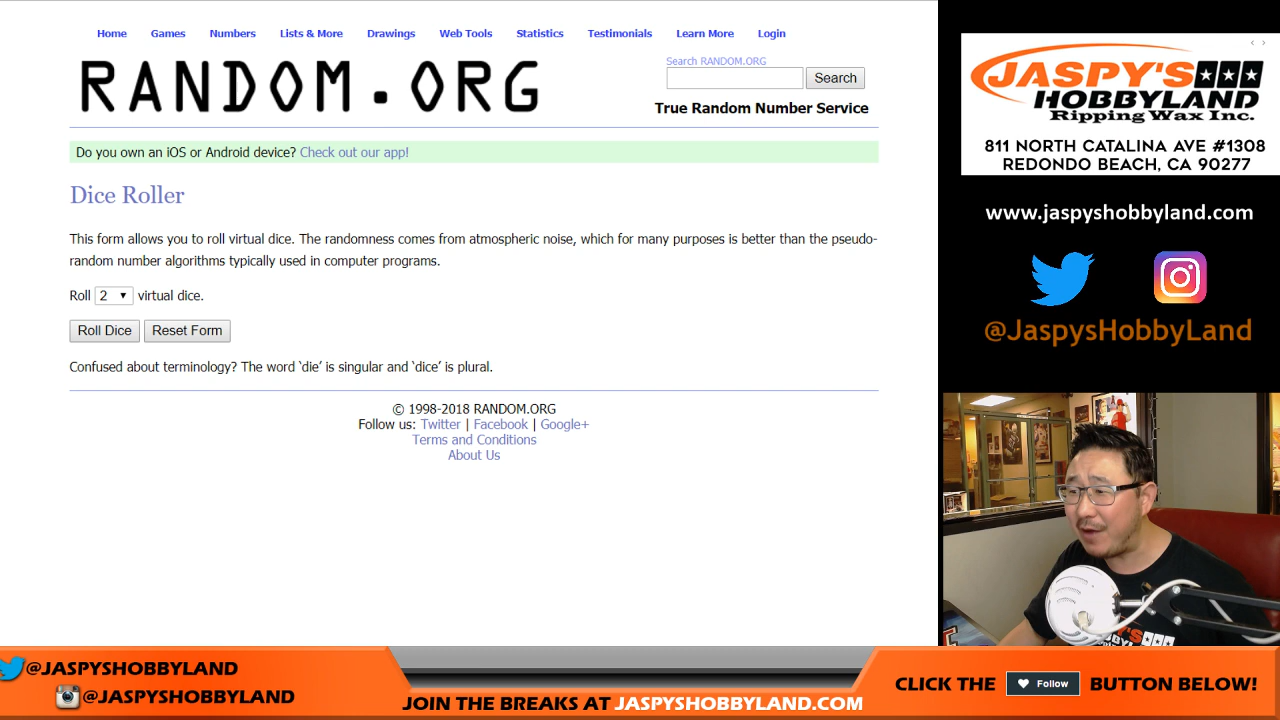 Home Games Numbers Lists & More Drawings Web Tools Statistics Testimonials Learn More Login
RANDOM.ORG
Search RANDOM.ORG
Search
True Random Number Service
Do you own an iOS or Android device? Check out our app!
Dice Roller
This form allows you to roll virtual dice. The randomness comes from atmospheric noise, which for many purposes is better than the pseudo-
random number algorithms typically used in computer programs.
Roll 2 virtual dice.
Roll Dice Reset Form
Confused about terminology? The word ‘die’ is singular and ‘dice’ is plural.
© 1998-2018 RANDOM.ORG
Follow us: Twitter | Facebook | Google+
Terms and Conditions
About Us
JASPY'S
HOBBYLAND
Ripping Wax Inc.
811 NORTH CATALINA AVE #1308
REDONDO BEACH, CA 90277
www.jaspyshobbyland.com
@JaspysHobbyLand
@JASPYSHOBBYLAND
@JASPYSHOBBYLAND
JOIN THE BREAKS AT JASPYSHOBBYLAND.COM
CLICK THE Follow BUTTON BELOW!